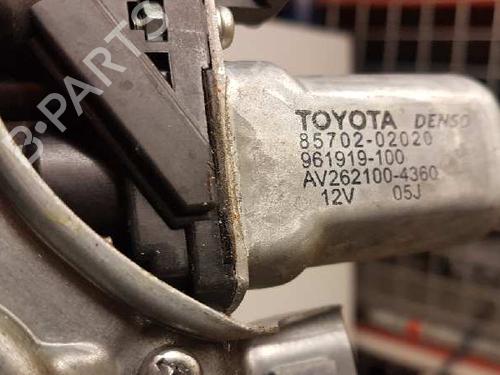 TOYOTA DENSO
85702-02020
961919-100
AV262100-4360
12V 05J
B-PARTS